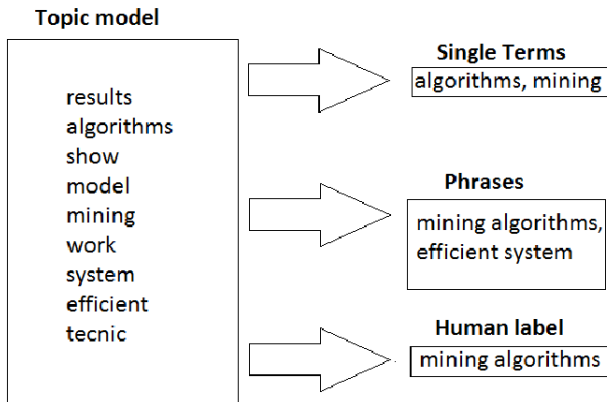 Topic model
results
algorithms
show
model
mining
work
system
efficient
tecnic
Single Terms
algorithms, mining
Phrases
mining algorithms,
efficient system
Human label
mining algorithms